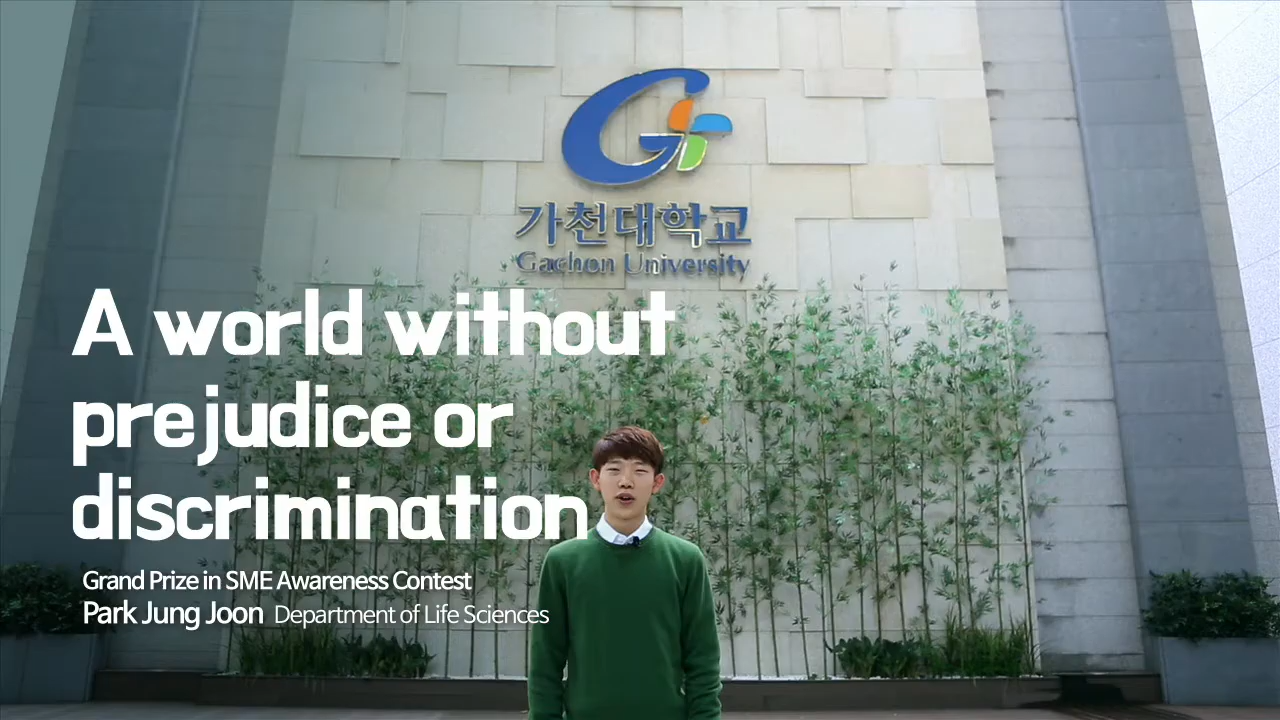 가천대학교
Gachon University
A world without
prejudice or
discrimination
Grand Prize in SME Awareness Contest
Park Jung Joon Department of Life Sciences